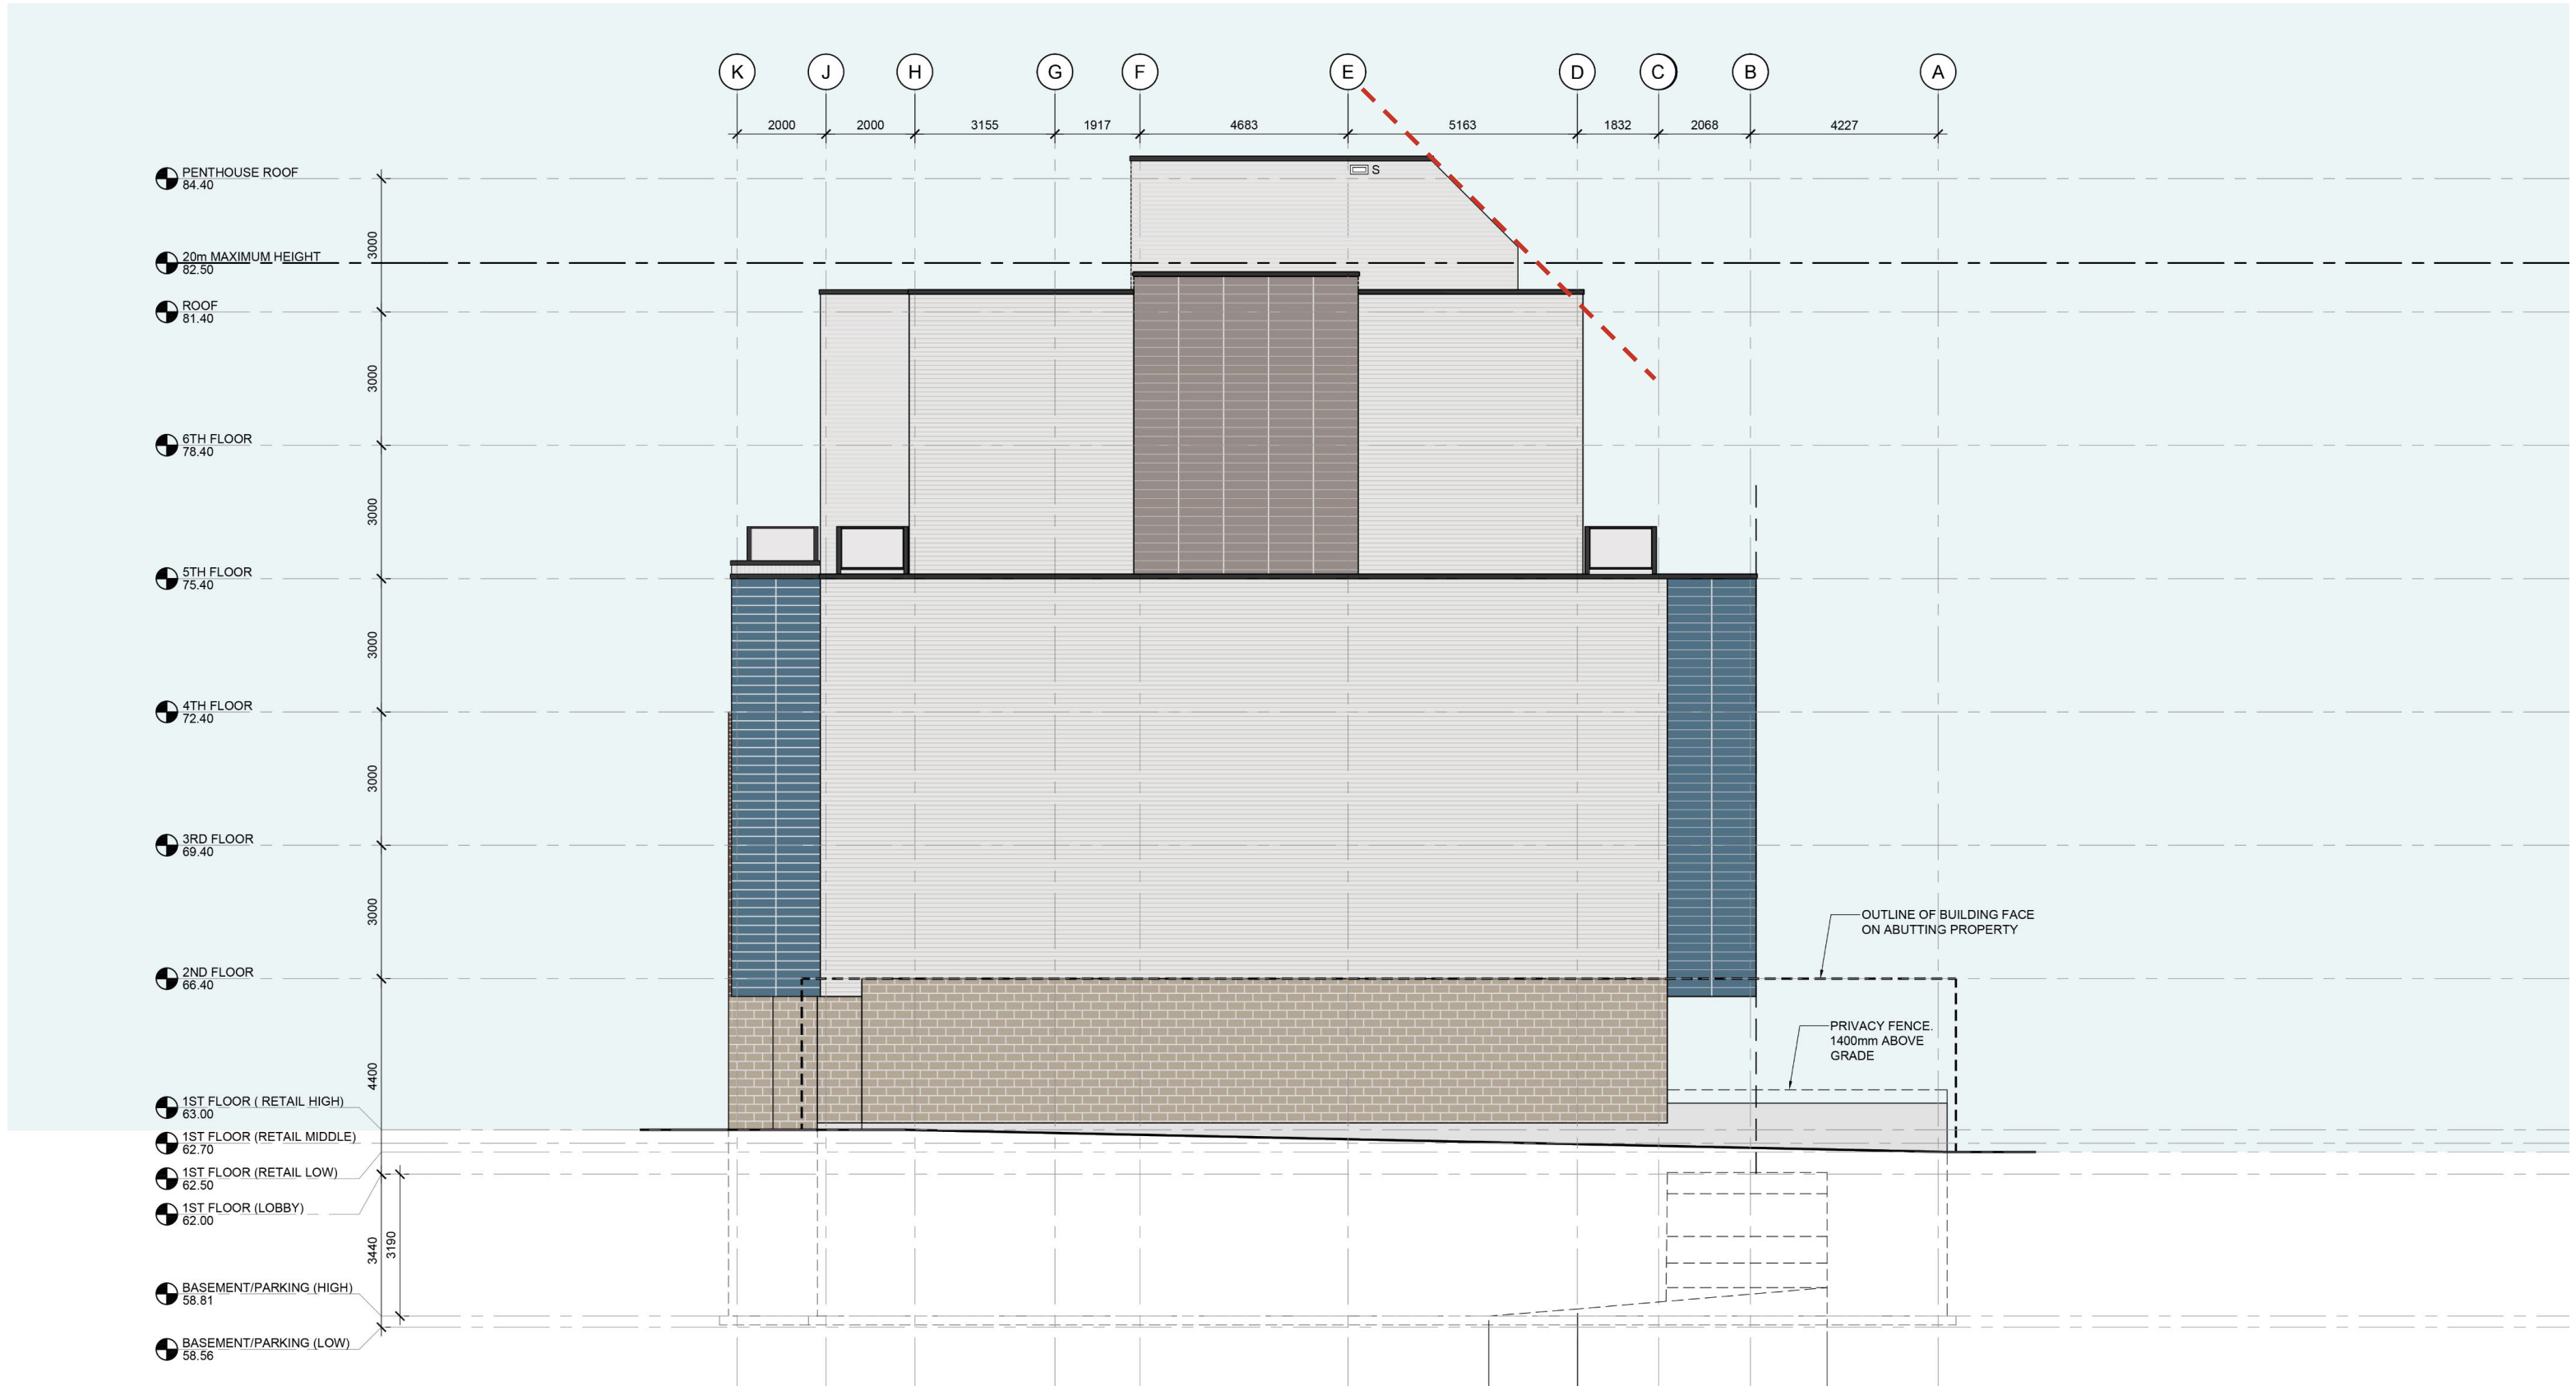 K J H G F E D C B A
2000 2000 3155 1917 4683 5163 1832 2068 4227
PENTHOUSE ROOF
84.40
S
3000
20m MAXIMUM HEIGHT
82.50
ROOF
81.40
3000
6TH FLOOR
78.40
3000
5TH FLOOR
75.40
3000
4TH FLOOR
72.40
3000
3RD FLOOR
69.40
3000
OUTLINE OF BUILDING FACE
ON ABUTTING PROPERTY
2ND FLOOR
66.40
PRIVACY FENCE.
1400mm ABOVE
GRADE
4400
1ST FLOOR ( RETAIL HIGH)
63.00
1ST FLOOR (RETAIL MIDDLE)
62.70
1ST FLOOR (RETAIL LOW)
62.50
1ST FLOOR (LOBBY)
62.00
3440
3190
BASEMENT/PARKING (HIGH)
58.81
BASEMENT/PARKING (LOW)
58.56